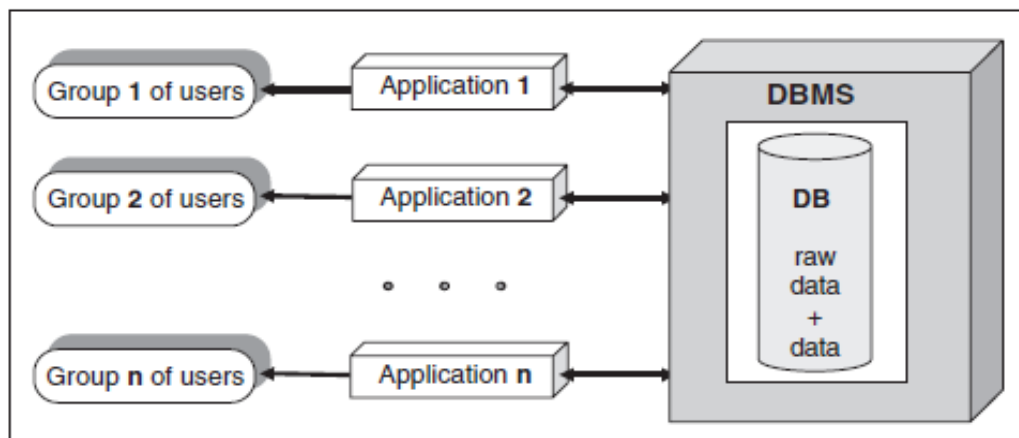 Group 1 of users
Application 1
DBMS
Group 2 of users
Application 2
DB
raw
data
+
data
Group n of users
Application n